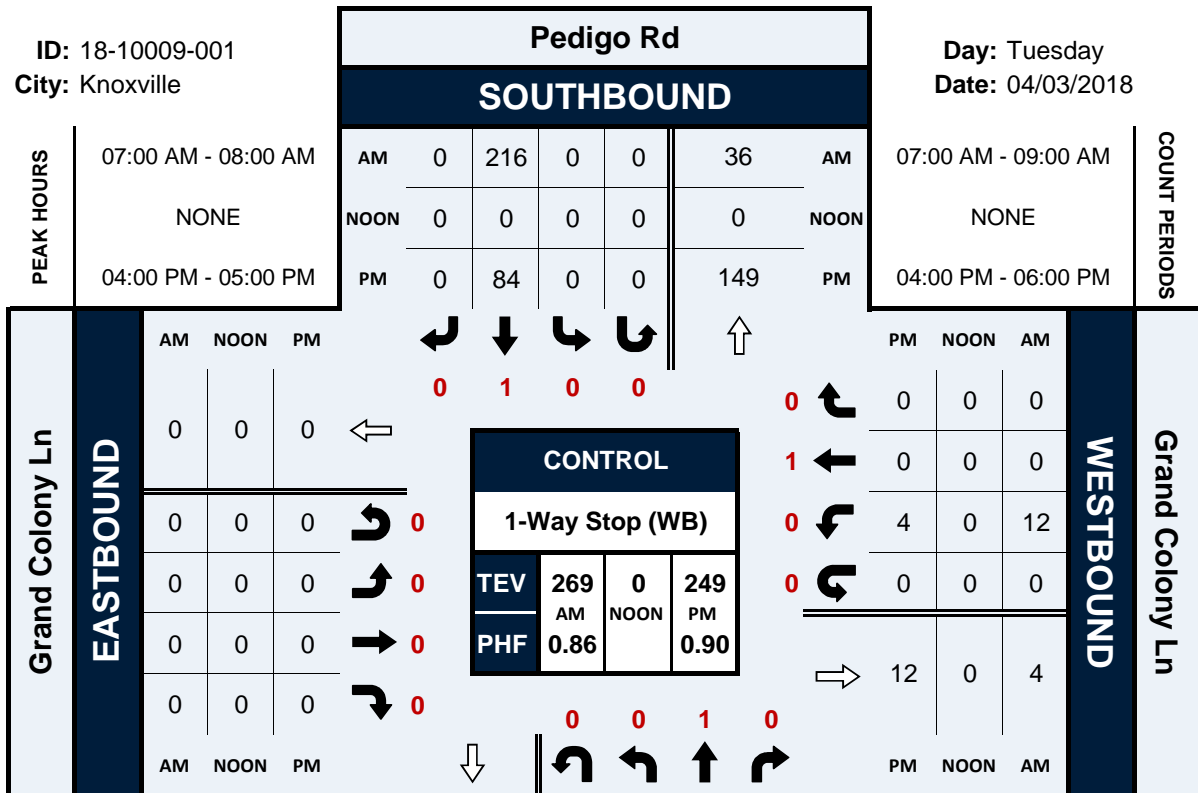 Pedigo Rd
SOUTHBOUND
ID: 18-10009-001
City: Knoxville
Day: Tuesday
Date: 04/03/2018
PEAK HOURS
07:00 AM - 08:00 AM
NONE
04:00 PM - 05:00 PM
AM 0 216 0 0 36 AM
NOON 0 0 0 0 0 NOON
PM 0 84 0 0 149 PM
07:00 AM - 09:00 AM
NONE
04:00 PM - 06:00 PM
COUNT PERIODS
0 1 0 0
Grand Colony Ln
EASTBOUND
AM NOON PM
0 0 0
0 0 0 0
0 0 0 0
0 0 0 0
0 0 0 0
AM NOON PM
CONTROL
1-Way Stop (WB)
TEV 269 0 249
AM NOON PM
PHF 0.86 0.90
PM NOON AM
0 0 0 0
1 0 0 0
0 4 0 12
0 0 0 0
12 0 4
PM NOON AM
WESTBOUND
Grand Colony Ln
0 0 1 0